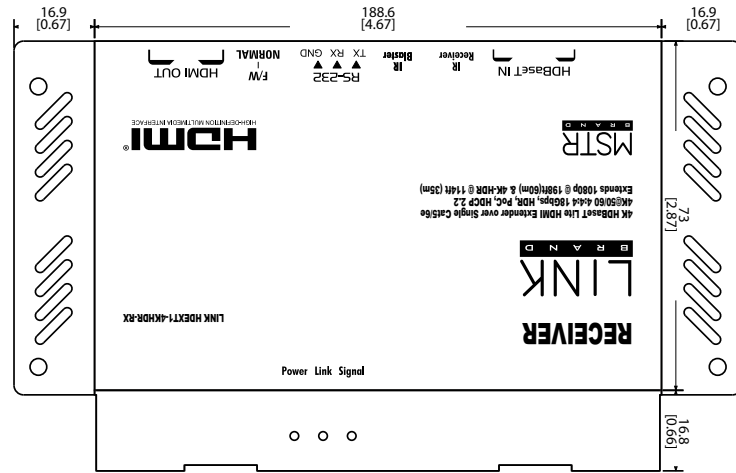 16.9
[0.67]
188.6
[4.67]
16.9
[0.67]
HDMI OUT
F/W
–
NORMAL
RS-232
GND RX TX
IR
Blaster
IR
Receiver
HDBaseT IN
HDMI®
HIGH-DEFINITION MULTIMEDIA INTERFACE
MSTR
BRAND
4K HDBaseT Lite HDMI Extender over Single Cat5/6e
4K@50/60 4:4:4 18Gbps, HDR, PoC, HDCP 2.2
Extends 1080p @ 198ft(60m) & 4K-HDR @ 114ft (35m)
73
[2.87]
LINK
BRAND
LINK HDEXT1-4KHDR-RX
RECEIVER
Power Link Signal
16.8
[0.66]